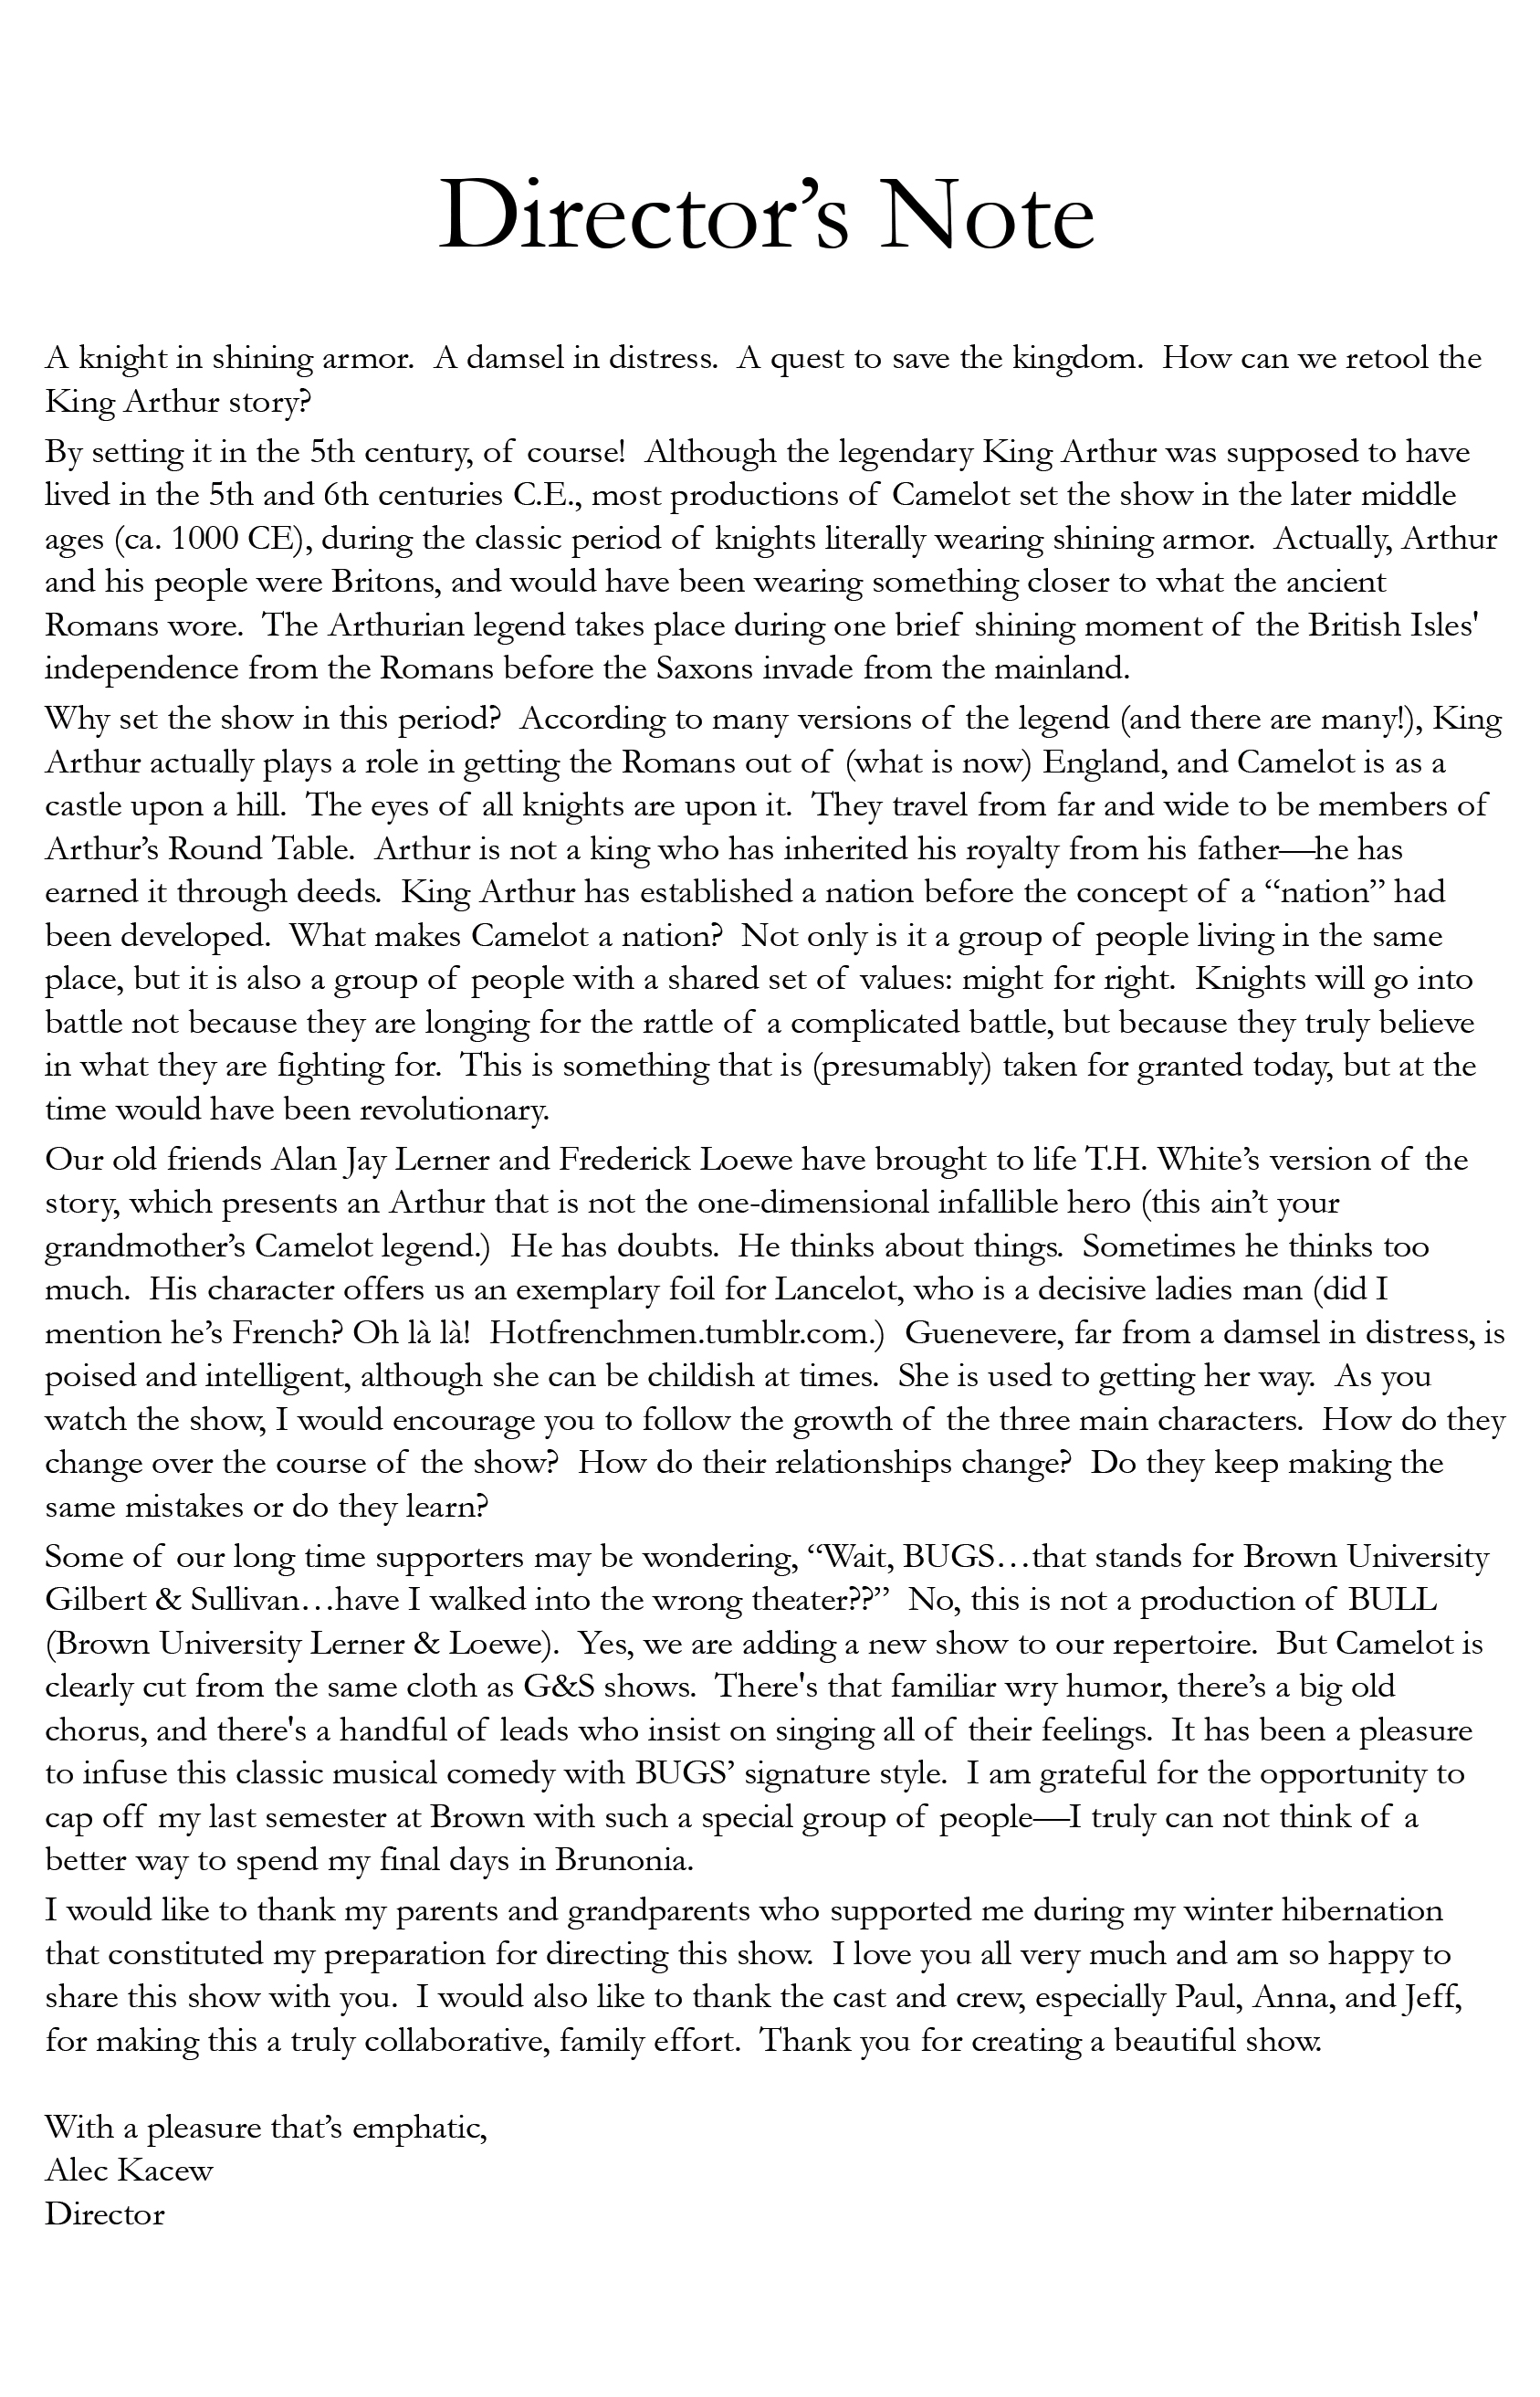 Director’s Note
A knight in shining armor.  A damsel in distress.  A quest to save the kingdom.  How can we retool the
King Arthur story?
By setting it in the 5th century, of course!  Although the legendary King Arthur was supposed to have
lived in the 5th and 6th centuries C.E., most productions of Camelot set the show in the later middle
ages (ca. 1000 CE), during the classic period of knights literally wearing shining armor.  Actually, Arthur
and his people were Britons, and would have been wearing something closer to what the ancient
Romans wore.  The Arthurian legend takes place during one brief shining moment of the British Isles'
independence from the Romans before the Saxons invade from the mainland.
Why set the show in this period?  According to many versions of the legend (and there are many!), King
Arthur actually plays a role in getting the Romans out of (what is now) England, and Camelot is as a
castle upon a hill.  The eyes of all knights are upon it.  They travel from far and wide to be members of
Arthur’s Round Table.  Arthur is not a king who has inherited his royalty from his father—he has
earned it through deeds.  King Arthur has established a nation before the concept of a “nation” had
been developed.  What makes Camelot a nation?  Not only is it a group of people living in the same
place, but it is also a group of people with a shared set of values: might for right.  Knights will go into
battle not because they are longing for the rattle of a complicated battle, but because they truly believe
in what they are fighting for.  This is something that is (presumably) taken for granted today, but at the
time would have been revolutionary.
Our old friends Alan Jay Lerner and Frederick Loewe have brought to life T.H. White’s version of the
story, which presents an Arthur that is not the one-dimensional infallible hero (this ain’t your
grandmother’s Camelot legend.)  He has doubts.  He thinks about things.  Sometimes he thinks too
much.  His character offers us an exemplary foil for Lancelot, who is a decisive ladies man (did I
mention he’s French? Oh là là!  Hotfrenchmen.tumblr.com.)  Guenevere, far from a damsel in distress, is
poised and intelligent, although she can be childish at times.  She is used to getting her way.  As you
watch the show, I would encourage you to follow the growth of the three main characters.  How do they
change over the course of the show?  How do their relationships change?  Do they keep making the
same mistakes or do they learn?
Some of our long time supporters may be wondering, “Wait, BUGS…that stands for Brown University
Gilbert & Sullivan…have I walked into the wrong theater??”  No, this is not a production of BULL
(Brown University Lerner & Loewe).  Yes, we are adding a new show to our repertoire.  But Camelot is
clearly cut from the same cloth as G&S shows.  There's that familiar wry humor, there’s a big old
chorus, and there's a handful of leads who insist on singing all of their feelings.  It has been a pleasure
to infuse this classic musical comedy with BUGS’ signature style.  I am grateful for the opportunity to
cap off my last semester at Brown with such a special group of people—I truly can not think of a
better way to spend my final days in Brunonia.
I would like to thank my parents and grandparents who supported me during my winter hibernation
that constituted my preparation for directing this show.  I love you all very much and am so happy to
share this show with you.  I would also like to thank the cast and crew, especially Paul, Anna, and Jeff,
for making this a truly collaborative, family effort.  Thank you for creating a beautiful show.
With a pleasure that’s emphatic,
Alec Kacew
Director